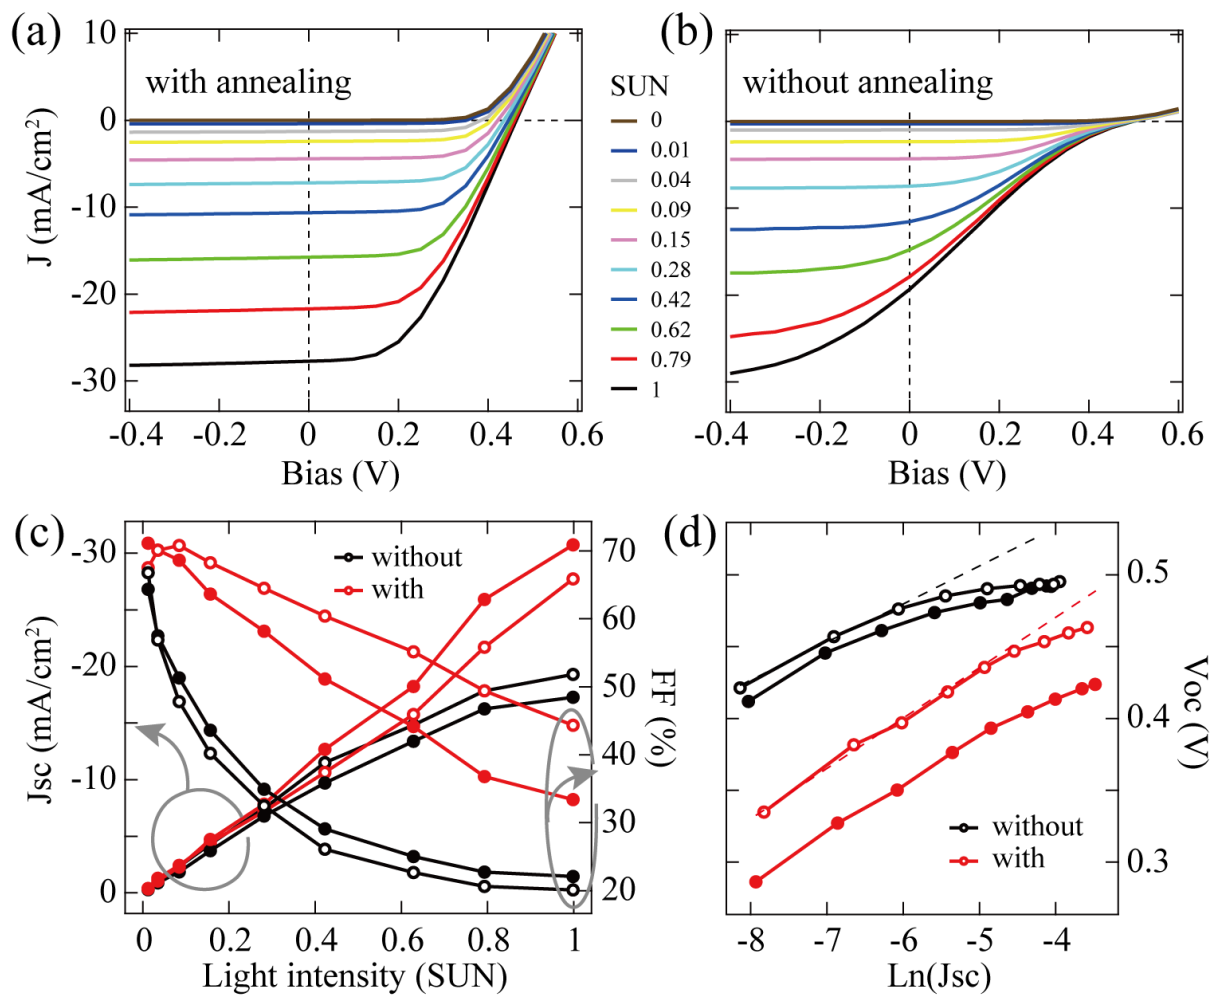 (a)
10
0
-10
-20
-30
J (mA/cm²)
with annealing
-0.4
-0.2
0
0.2
0.4
0.6
Bias (V)
SUN
0
0.01
0.04
0.09
0.15
0.28
0.42
0.62
0.79
1
(b)
without annealing
-0.4
-0.2
0
0.2
0.4
0.6
Bias (V)
(c)
-30
-20
-10
0
Jsc (mA/cm²)
without
with
70
60
50
40
30
20
FF (%)
0
0.2
0.4
0.6
0.8
1
Light intensity (SUN)
(d)
0.5
0.4
0.3
Voc (V)
without
with
-8
-7
-6
-5
-4
Ln(Jsc)